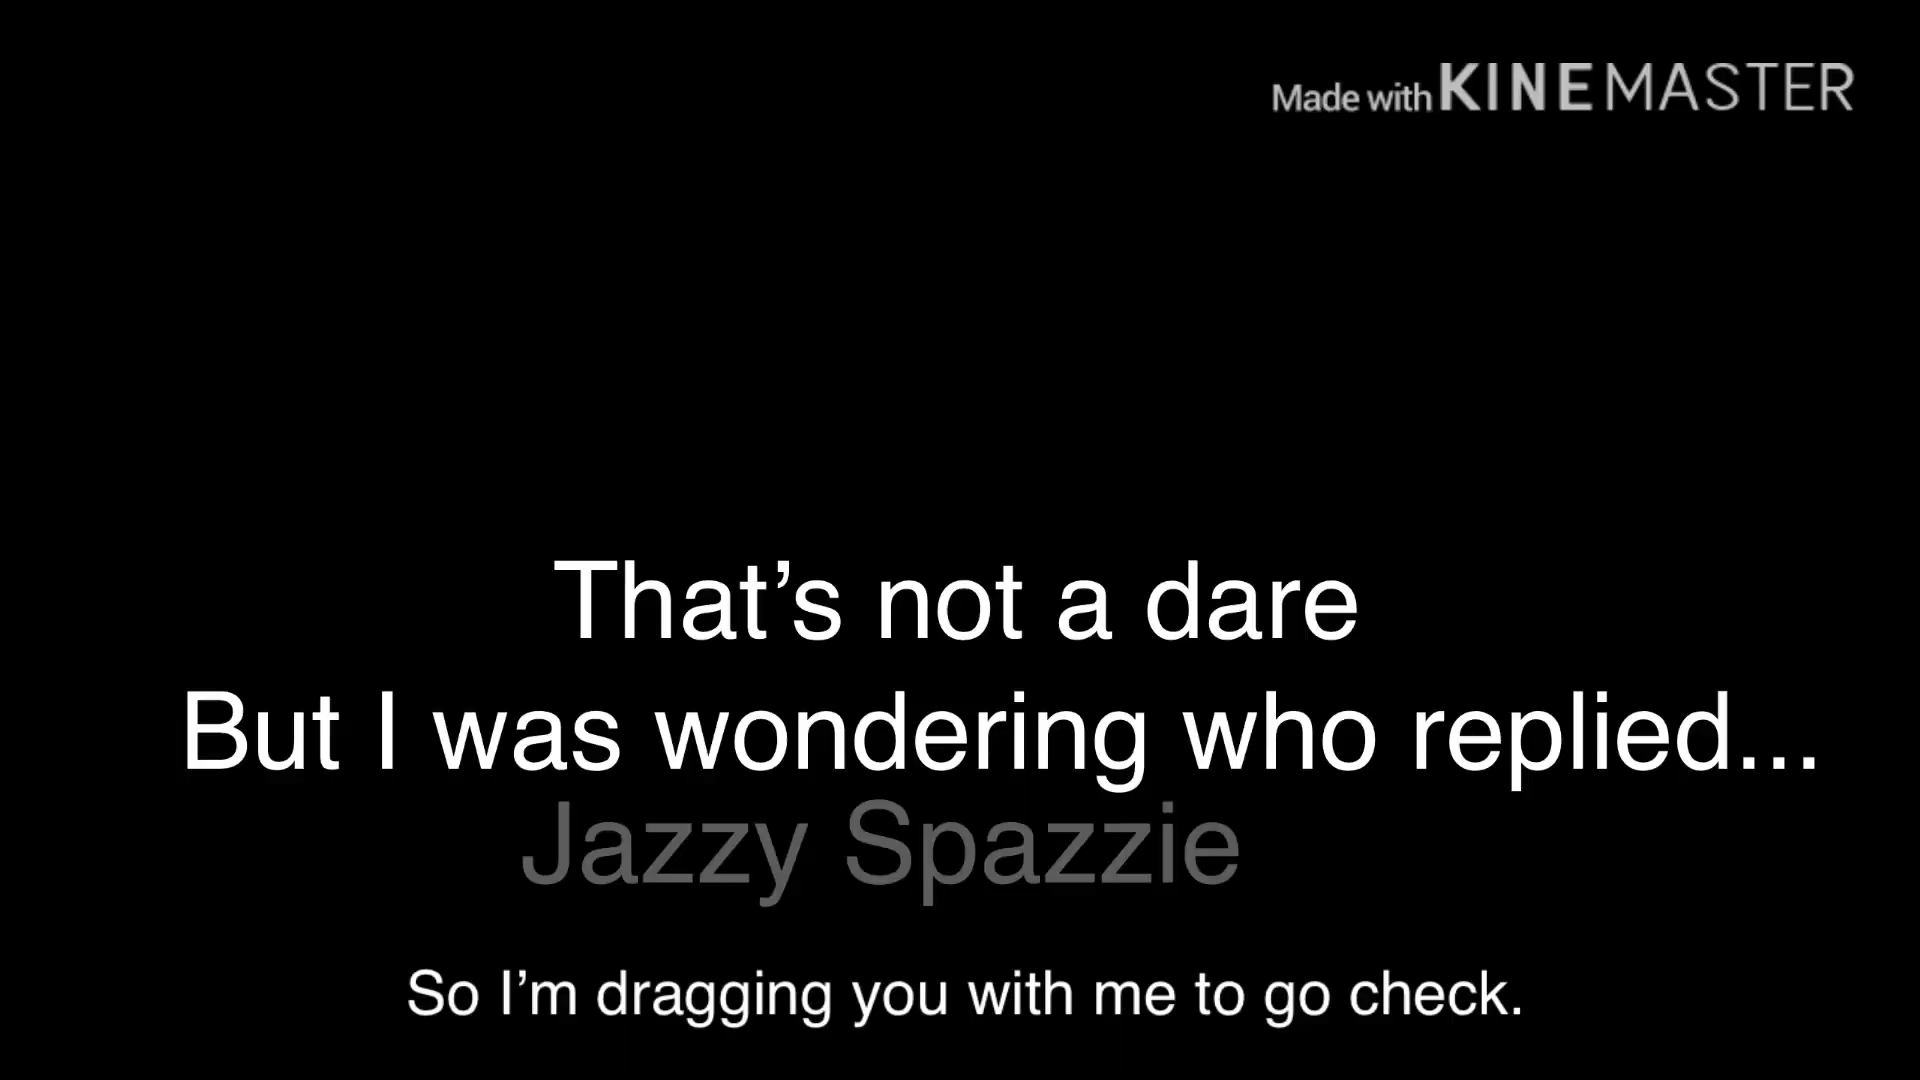 Made with KINEMASTER
That’s not a dare
But I was wondering who replied...
Jazzy Spazzie
So I’m dragging you with me to go check.